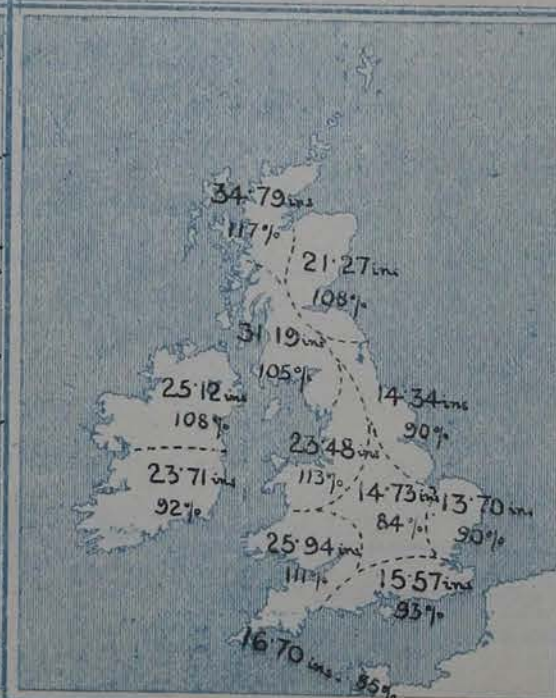 34·79 ins
117%
21·27 ins
108%
31·19 ins
105%
25·12 ins
108%
14·34 ins
90%
23·48 ins
113%
23·71 ins
92%
14·73 ins
84%
13·70 ins
90%
25·94 ins
111%
15·57 ins
93%
16·70 ins.